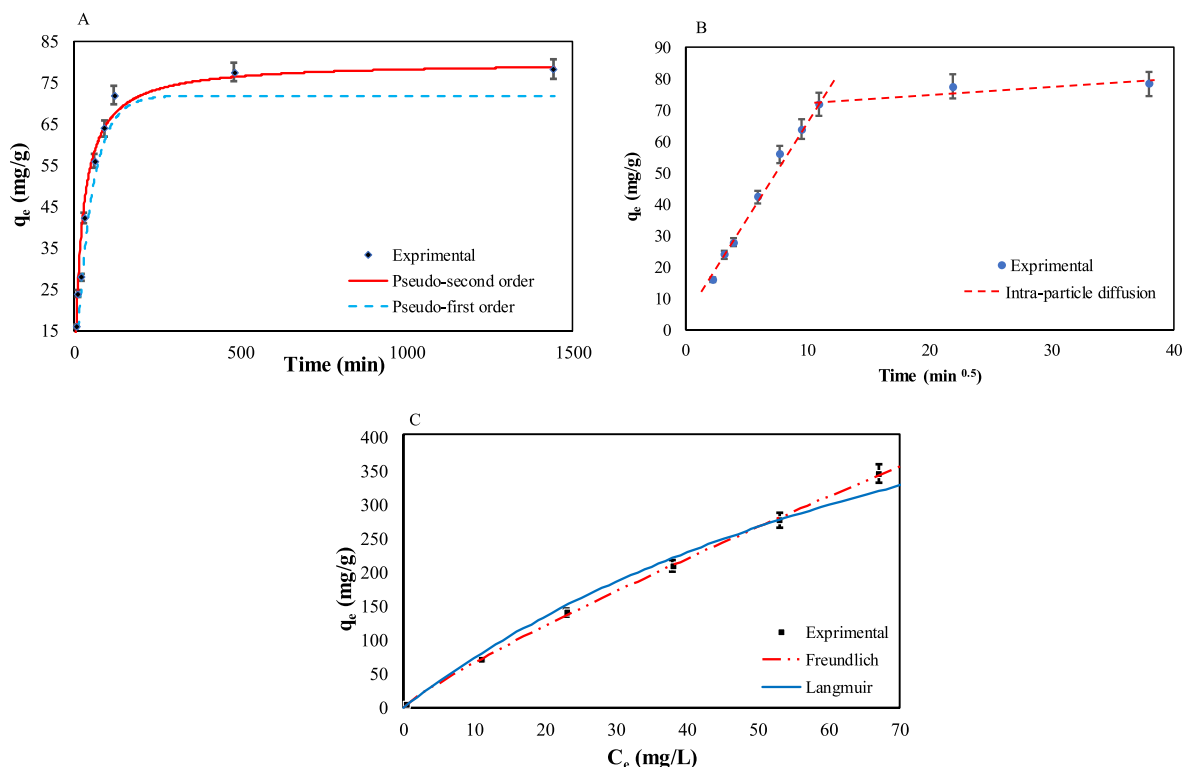 A
85
75
65
55
45
35
25
15
qe (mg/g)
Exprimental
Pseudo-second order
Pseudo-first order
0
500
1000
1500
Time (min)
B
90
80
70
60
50
40
30
20
10
0
qe (mg/g)
Exprimental
Intra-particle diffusion
0
10
20
30
40
Time (min 0.5)
C
400
350
300
250
200
150
100
50
0
qe (mg/g)
Exprimental
Freundlich
Langmuir
0
10
20
30
40
50
60
70
Ce (mg/L)